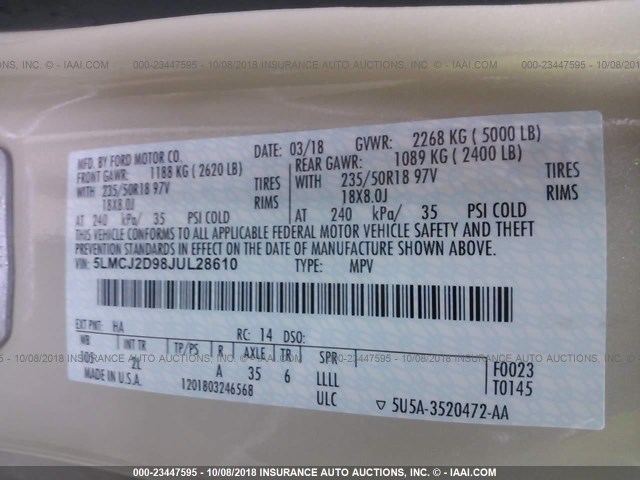 000-23447595 - 10/08/2018 INSURANCE AUTO AUCTIONS, INC. © - IAAI.COM
MFD. BY FORD MOTOR CO. DATE: 03/18 GVWR: 2268 KG ( 5000 LB)
FRONT GAWR: 1188 KG ( 2620 LB) REAR GAWR: 1089 KG ( 2400 LB)
WITH 235/50R18 97V TIRES WITH 235/50R18 97V TIRES
18X8.0J RIMS 18X8.0J RIMS
AT 240 kPa/ 35 PSI COLD AT 240 kPa/ 35 PSI COLD
THIS VEHICLE CONFORMS TO ALL APPLICABLE FEDERAL MOTOR VEHICLE SAFETY AND THEFT
PREVENTION STANDARDS IN EFFECT ON THE DATE OF MANUFACTURE SHOWN ABOVE.
VIN: 5LMCJ2D98JUL28610 TYPE: MPV
EXT PNT: HA RC: 14 DSO:
WB INT TR TP/PS R AXLE TR SPR
105 2L A 35 6 LLLL F0023
MADE IN U.S.A. 1201803246568 ULC T0145
▽ 5U5A-3520472-AA
000-23447595 - 10/08/2018 INSURANCE AUTO AUCTIONS, INC. © - IAAI.COM